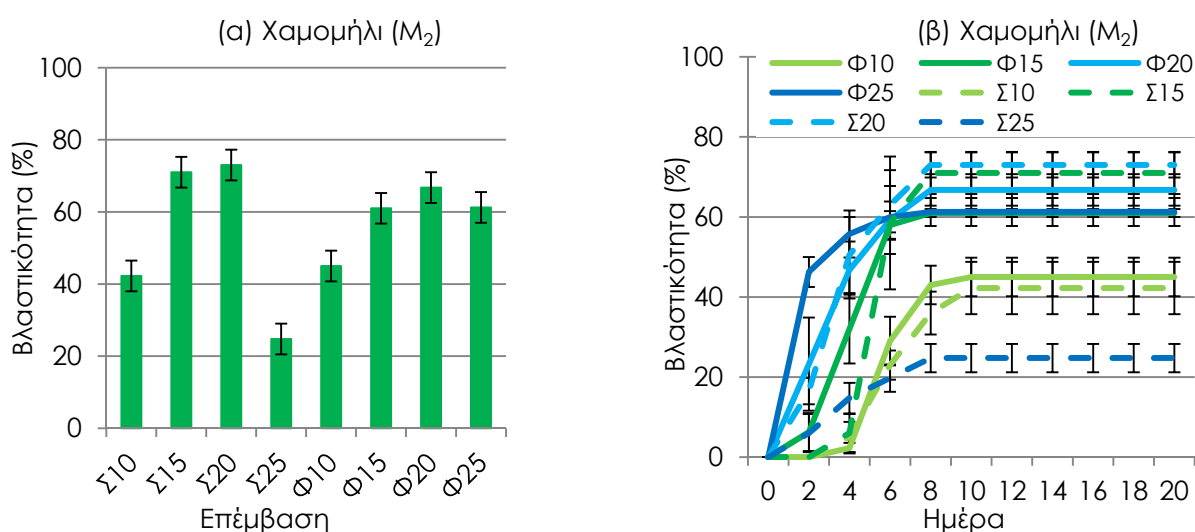 (α) Χαμομήλι (M2)
100
80
60
40
20
0
Βλαστικότητα (%)
Σ10 Σ15 Σ20 Σ25 Φ10 Φ15 Φ20 Φ25
Επέμβαση
(β) Χαμομήλι (M2)
Φ10 Φ15 Φ20
Φ25 Σ10 Σ15
Σ20 Σ25
100
80
60
40
20
0
Βλαστικότητα (%)
0 2 4 6 8 10 12 14 16 18 20
Ημέρα